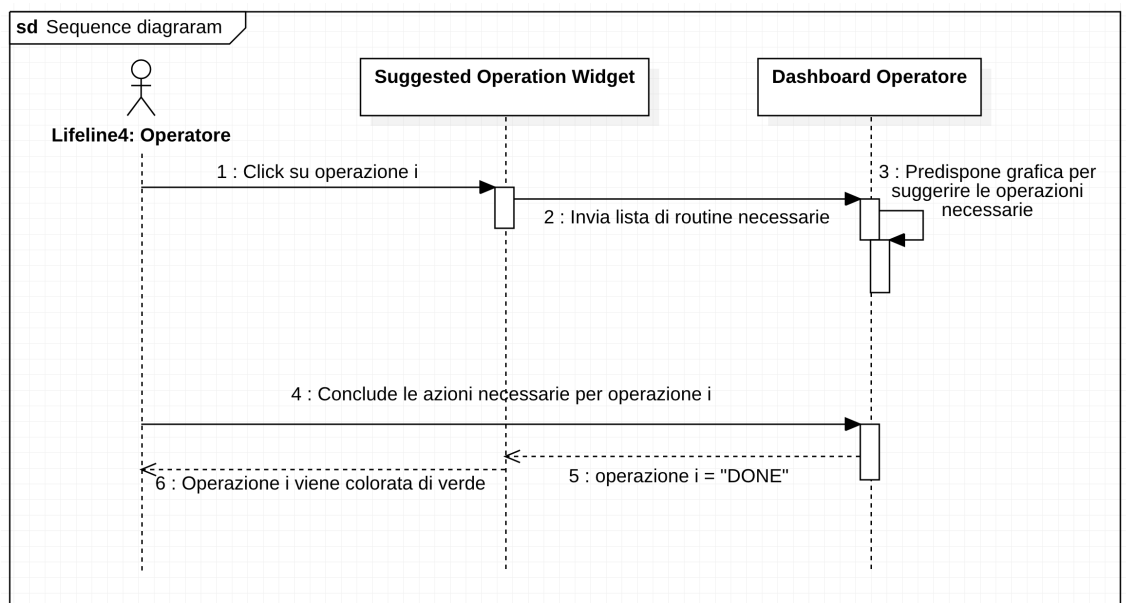 sd Sequence diagraram
Suggested Operation Widget
Dashboard Operatore
Lifeline4: Operatore
1 : Click su operazione i
3 : Predispone grafica per
suggerire le operazioni
necessarie
2 : Invia lista di routine necessarie
4 : Conclude le azioni necessarie per operazione i
5 : operazione i = "DONE"
6 : Operazione i viene colorata di verde